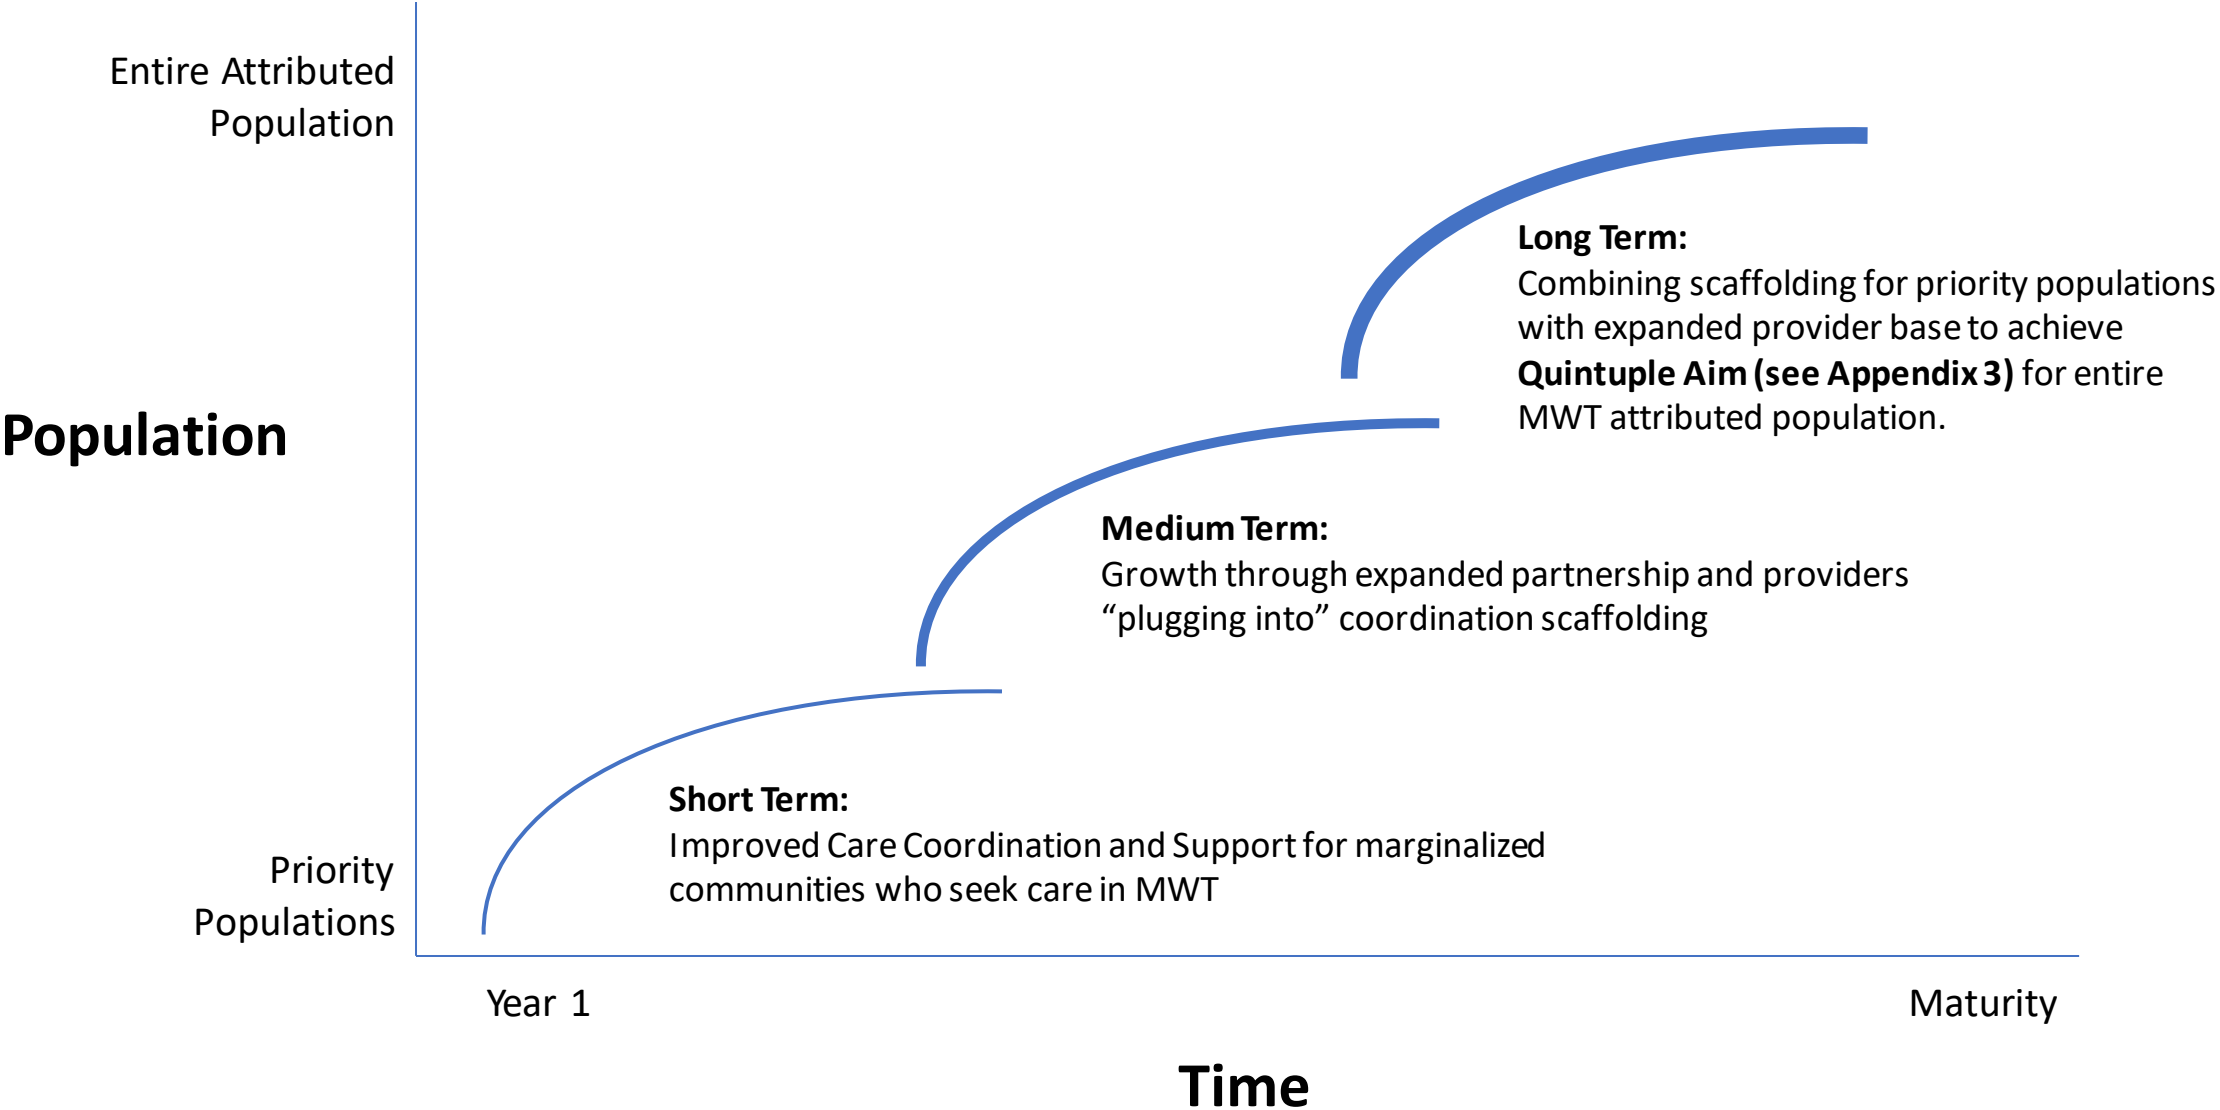 Entire Attributed
Population
Long Term:
Combining scaffolding for priority populations
with expanded provider base to achieve
Quintuple Aim (see Appendix 3) for entire
MWT attributed population.
Population
Medium Term:
Growth through expanded partnership and providers
“plugging into” coordination scaffolding
Short Term:
Improved Care Coordination and Support for marginalized
communities who seek care in MWT
Priority
Populations
Year 1
Maturity
Time